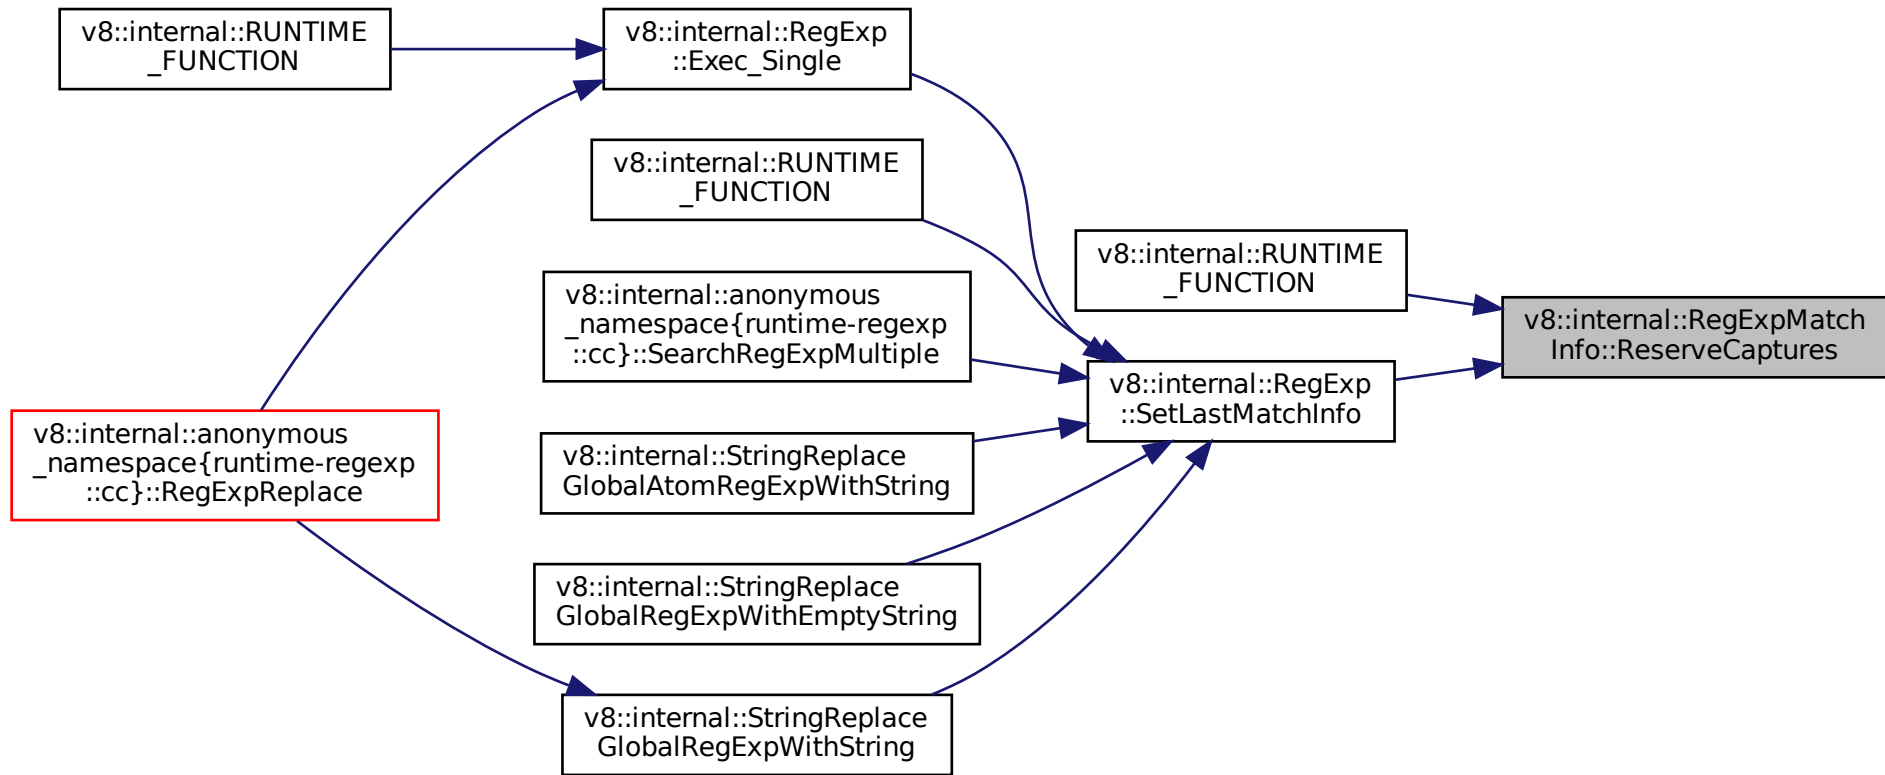 v8::internal::RUNTIME
_FUNCTION
v8::internal::RegExp
::Exec_Single
v8::internal::RUNTIME
_FUNCTION
v8::internal::RUNTIME
_FUNCTION
v8::internal::anonymous
_namespace{runtime-regexp
::cc}::SearchRegExpMultiple
v8::internal::RegExpMatch
Info::ReserveCaptures
v8::internal::RegExp
::SetLastMatchInfo
v8::internal::anonymous
_namespace{runtime-regexp
::cc}::RegExpReplace
v8::internal::StringReplace
GlobalAtomRegExpWithString
v8::internal::StringReplace
GlobalRegExpWithEmptyString
v8::internal::StringReplace
GlobalRegExpWithString